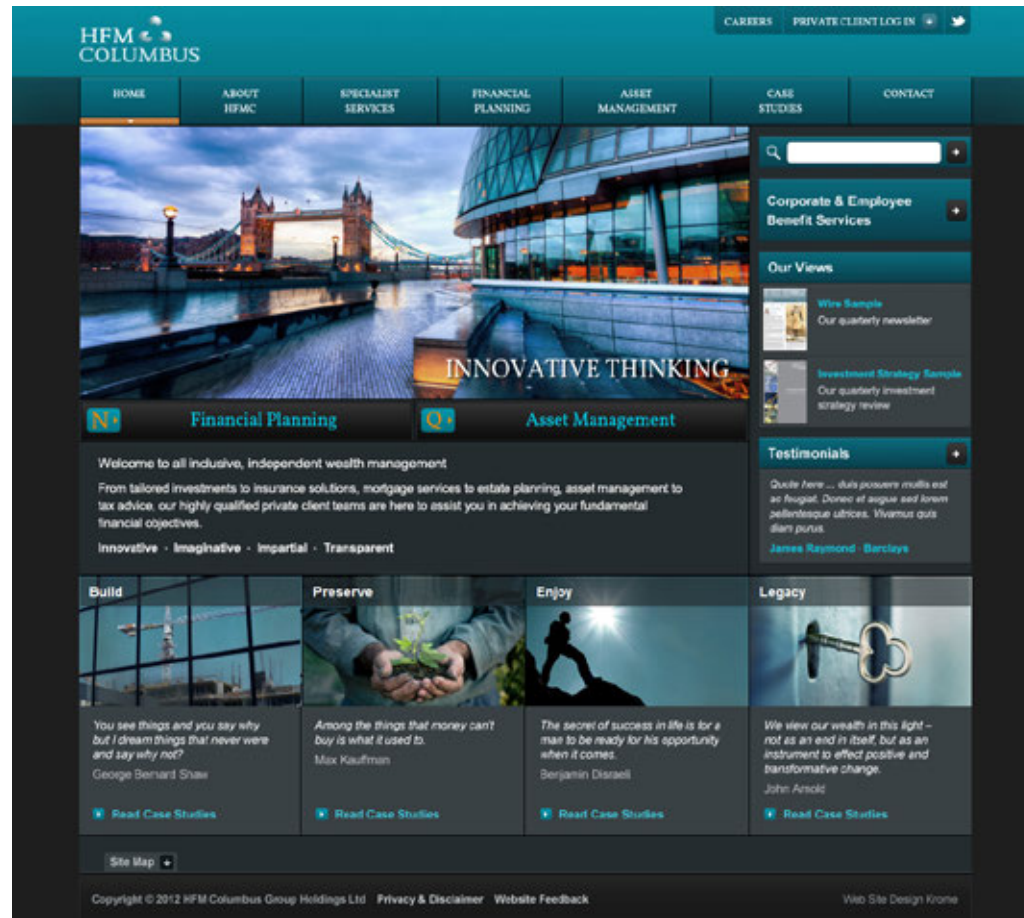 HFM
COLUMBUS
CAREERS PRIVATE CLIENT LOG IN
HOME
ABOUT
HFMC
SPECIALIST
SERVICES
FINANCIAL
PLANNING
ASSET
MANAGEMENT
CASE
STUDIES
CONTACT
INNOVATIVE THINKING
Corporate & Employee
Benefit Services
Our Views
Wire Sample
Our quarterly newsletter
Investment Strategy Sample
Our quarterly investment
strategy review
N Financial Planning
Q Asset Management
Welcome to all inclusive, independent wealth management
From tailored investments to insurance solutions, mortgage services to estate planning, asset management to
tax advice, our highly qualified private client teams are here to assist you in achieving your fundamental
financial objectives.
Innovative - Imaginative - Impartial - Transparent
Testimonials
Quote here ... duis posuere mollis est
ac feugiat. Donec et augue sed lorem
pellentesque ultrices. Vivamus quis
diam purus.
James Raymond - Barclays
Build
You see things and you say why
but I dream things that never were
and say why not?
George Bernard Shaw
Read Case Studies
Preserve
Among the things that money can't
buy is what it used to.
Max Kauffman
Read Case Studies
Enjoy
The secret of success in life is for a
man to be ready for his opportunity
when it comes.
Benjamin Disraeli
Read Case Studies
Legacy
We view our wealth in this light –
not as an end in itself, but as an
instrument to effect positive and
transformative change.
John Arnold
Read Case Studies
Site Map
Copyright © 2012 HFM Columbus Group Holdings Ltd Privacy & Disclaimer Website Feedback
Web Site Design Krome